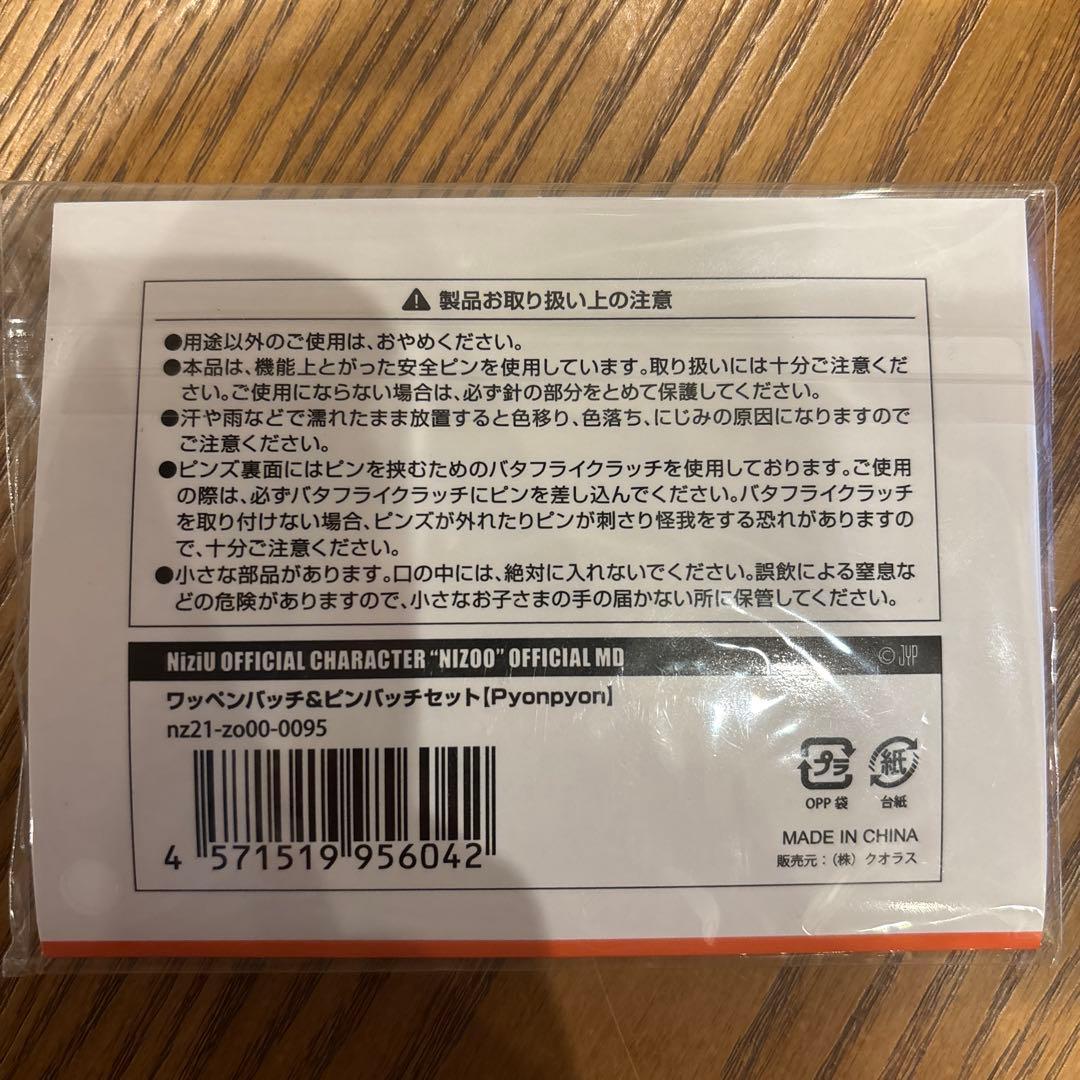 ⚠ 製品お取り扱い上の注意
●用途以外のご使用は、おやめください。
●本品は、機能上とがった安全ピンを使用しています。取り扱いには十分ご注意くだ
さい。ご使用にならない場合は、必ず針の部分をとめて保護してください。
●汗や雨などで濡れたまま放置すると色移り、色落ち、にじみの原因になりますので
ご注意ください。
●ピンズ裏面にはピンを挟むためのバタフライクラッチを使用しております。ご使用
の際は、必ずバタフライクラッチにピンを差し込んでください。バタフライクラッチ
を取り付けない場合、ピンズが外れたりピンが刺さり怪我をする恐れがありますの
で、十分ご注意ください。
●小さな部品があります。口の中には、絶対に入れないでください。誤飲による窒息な
どの危険がありますので、小さなお子さまの手の届かない所に保管してください。
NiziU OFFICIAL CHARACTER “NIZOO” OFFICIAL MD © JYP
ワッペンバッチ&ピンバッチセット【Pyonpyon】
nz21-zo00-0095
プラ 紙
OPP 袋 台紙
MADE IN CHINA
販売元：（株）クオラス
4 571519 956042